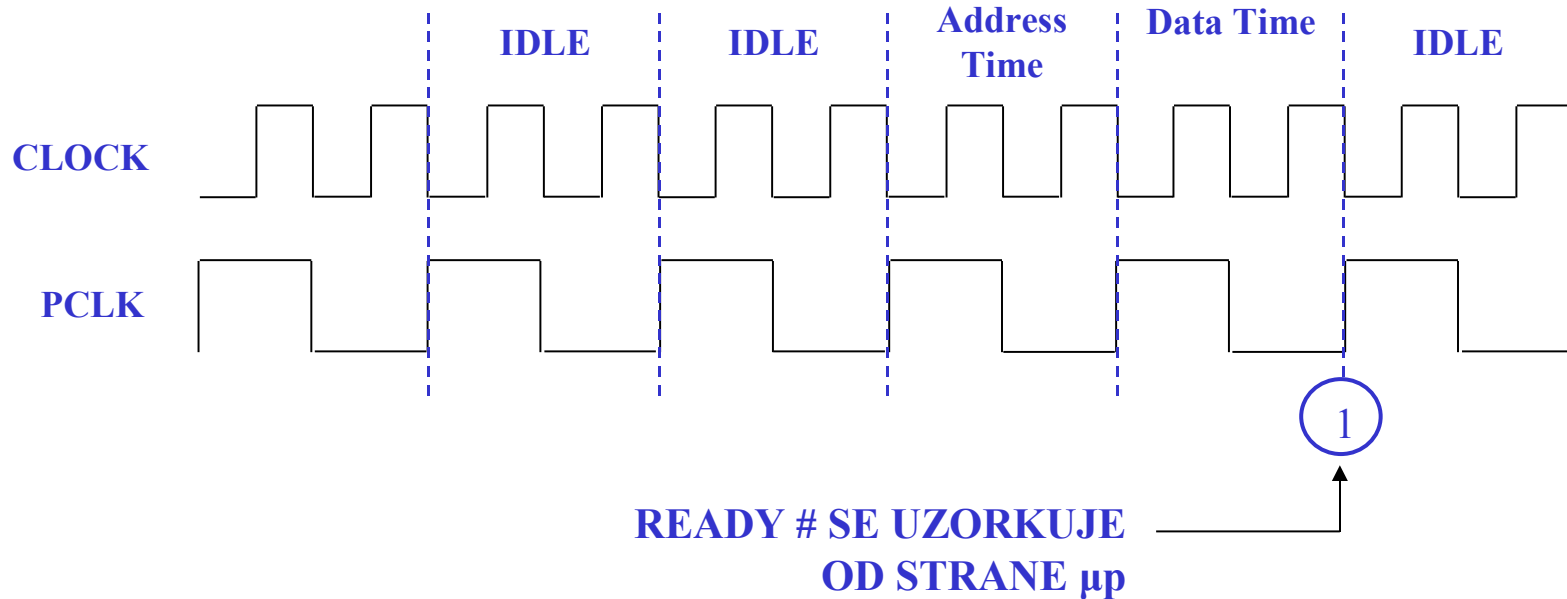 IDLE
IDLE
Address
Time
Data Time
IDLE
CLOCK
PCLK
1
READY # SE UZORKUJE
OD STRANE μp